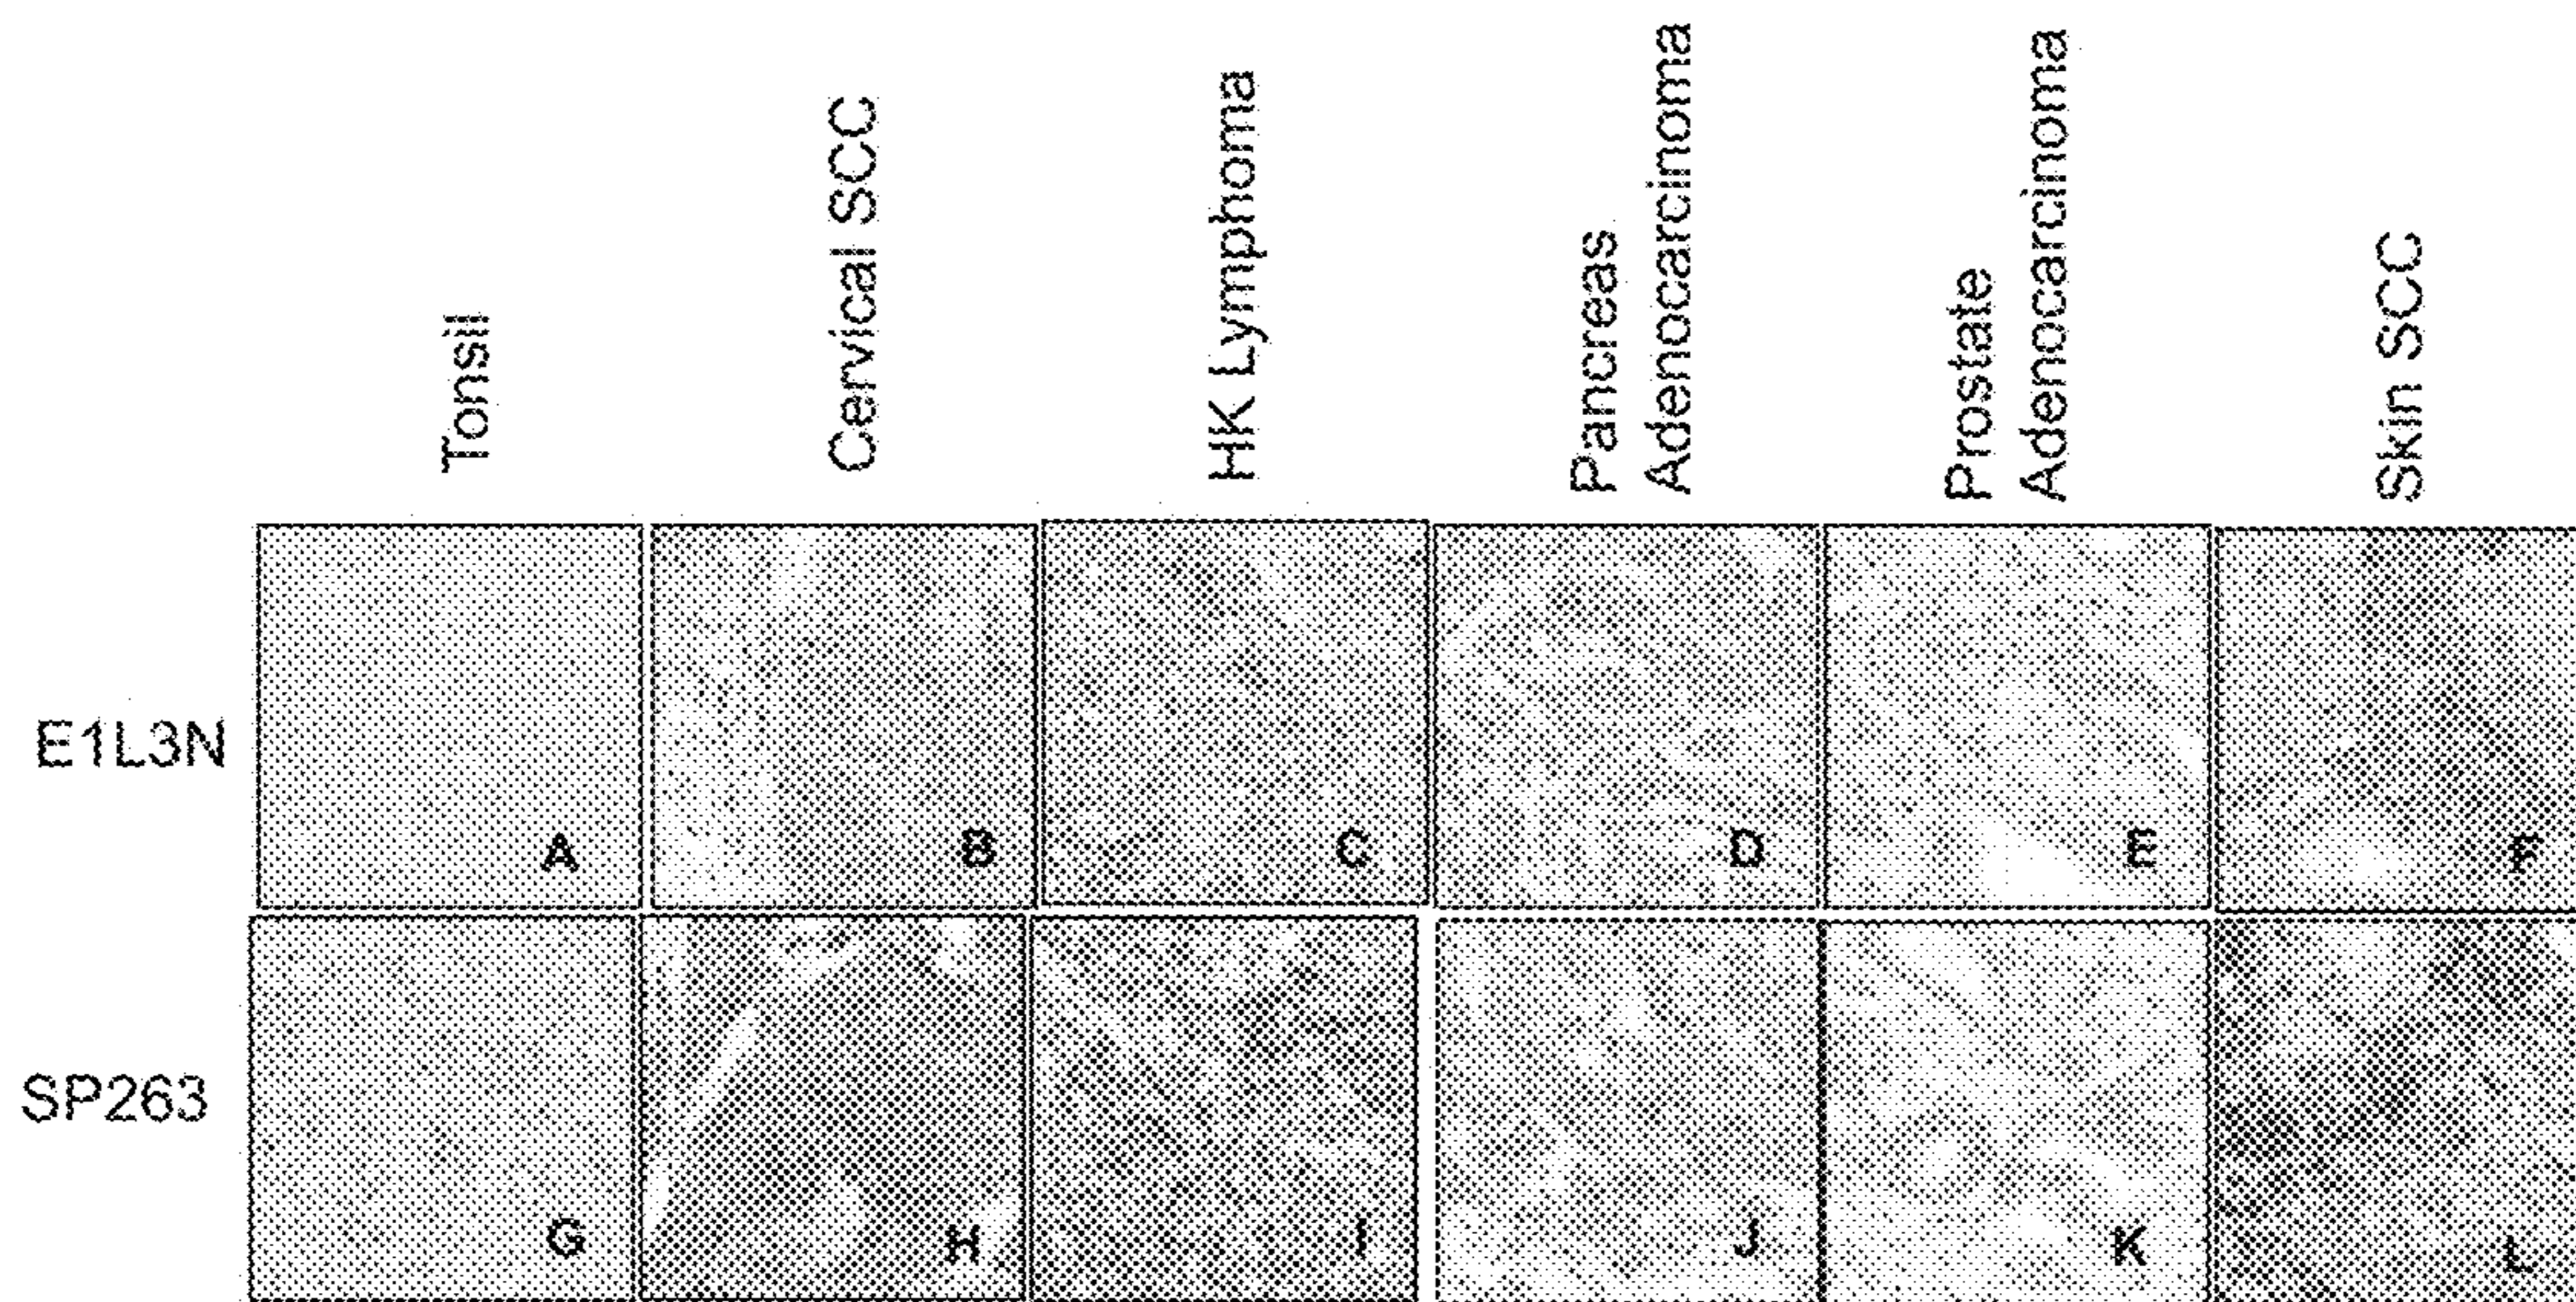 Tonsil
Cervical SCC
HK Lymphoma
Pancreas
Adenocarcinoma
Prostate
Adenocarcinoma
Skin SCC
E1L3N
A
B
C
D
E
F
SP263
G
H
I
J
K
L